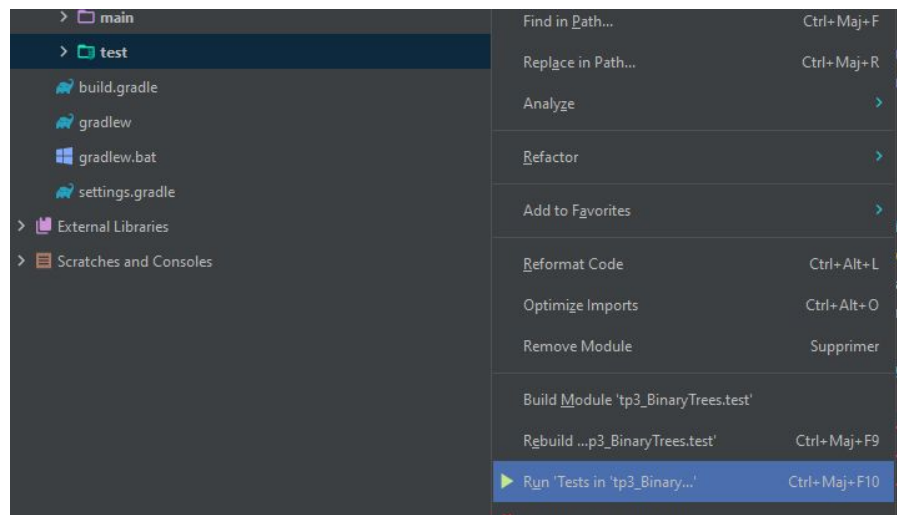 main
test
build.gradle
gradlew
gradlew.bat
settings.gradle
External Libraries
Scratches and Consoles
Find in Path... Ctrl+Maj+F
Replace in Path... Ctrl+Maj+R
Analyze
Refactor
Add to Favorites
Reformat Code Ctrl+Alt+L
Optimize Imports Ctrl+Alt+O
Remove Module Supprimer
Build Module 'tp3_BinaryTrees.test'
Rebuild ...p3_BinaryTrees.test' Ctrl+Maj+F9
Run 'Tests in 'tp3_Binary...' Ctrl+Maj+F10